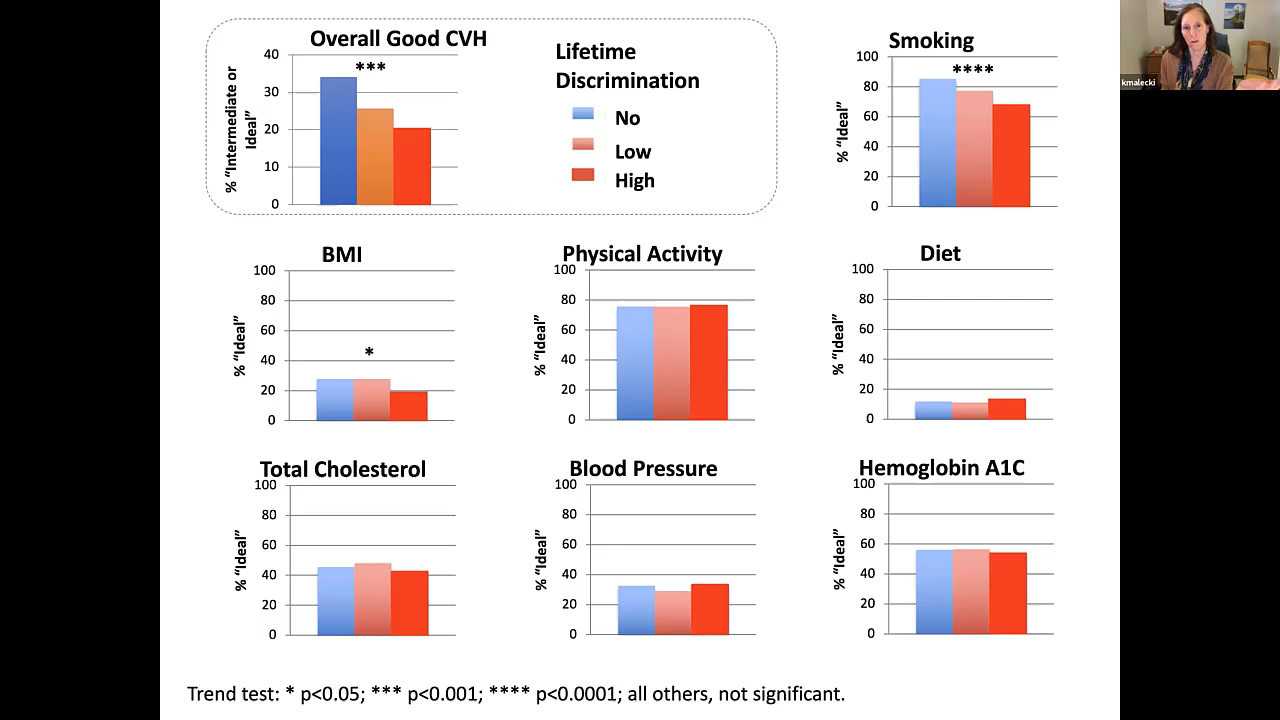 Overall Good CVH
40
30
20
10
0
% “Intermediate or
Ideal”
***
Lifetime
Discrimination
No
Low
High
Smoking
100
80
60
40
20
0
% “Ideal”
****
kmalecki
BMI
100
80
60
40
20
0
% “Ideal”
*
Physical Activity
100
80
60
40
20
0
% “Ideal”
Diet
100
80
60
40
20
0
% “Ideal”
Total Cholesterol
100
80
60
40
20
0
% “Ideal”
Blood Pressure
100
80
60
40
20
0
% “Ideal”
Hemoglobin A1C
100
80
60
40
20
0
% “Ideal”
Trend test: * p<0.05; *** p<0.001; **** p<0.0001; all others, not significant.